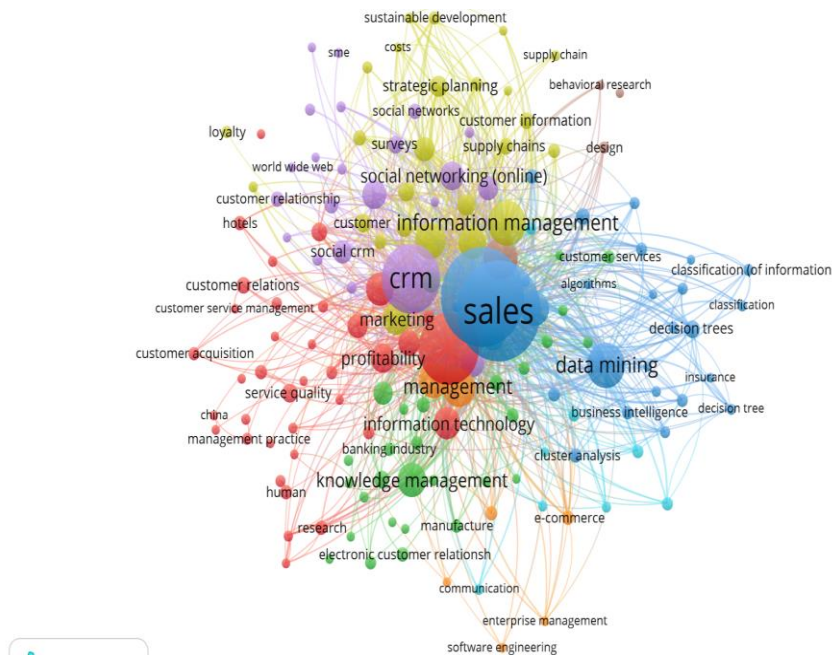 sustainable development
sme
costs
supply chain
strategic planning
behavioral research
social networks
customer information
loyalty
surveys
supply chains
design
world wide web
social networking (online)
customer relationship
hotels
customer
information management
social crm
customer services
classification (of information
crm
customer relations
algorithms
sales
customer service management
classification
marketing
decision trees
customer acquisition
profitability
data mining
insurance
service quality
management
decision tree
china
information technology
business intelligence
management practice
banking industry
cluster analysis
human
knowledge management
research
manufacture
e-commerce
electronic customer relationsh
communication
enterprise management
software engineering